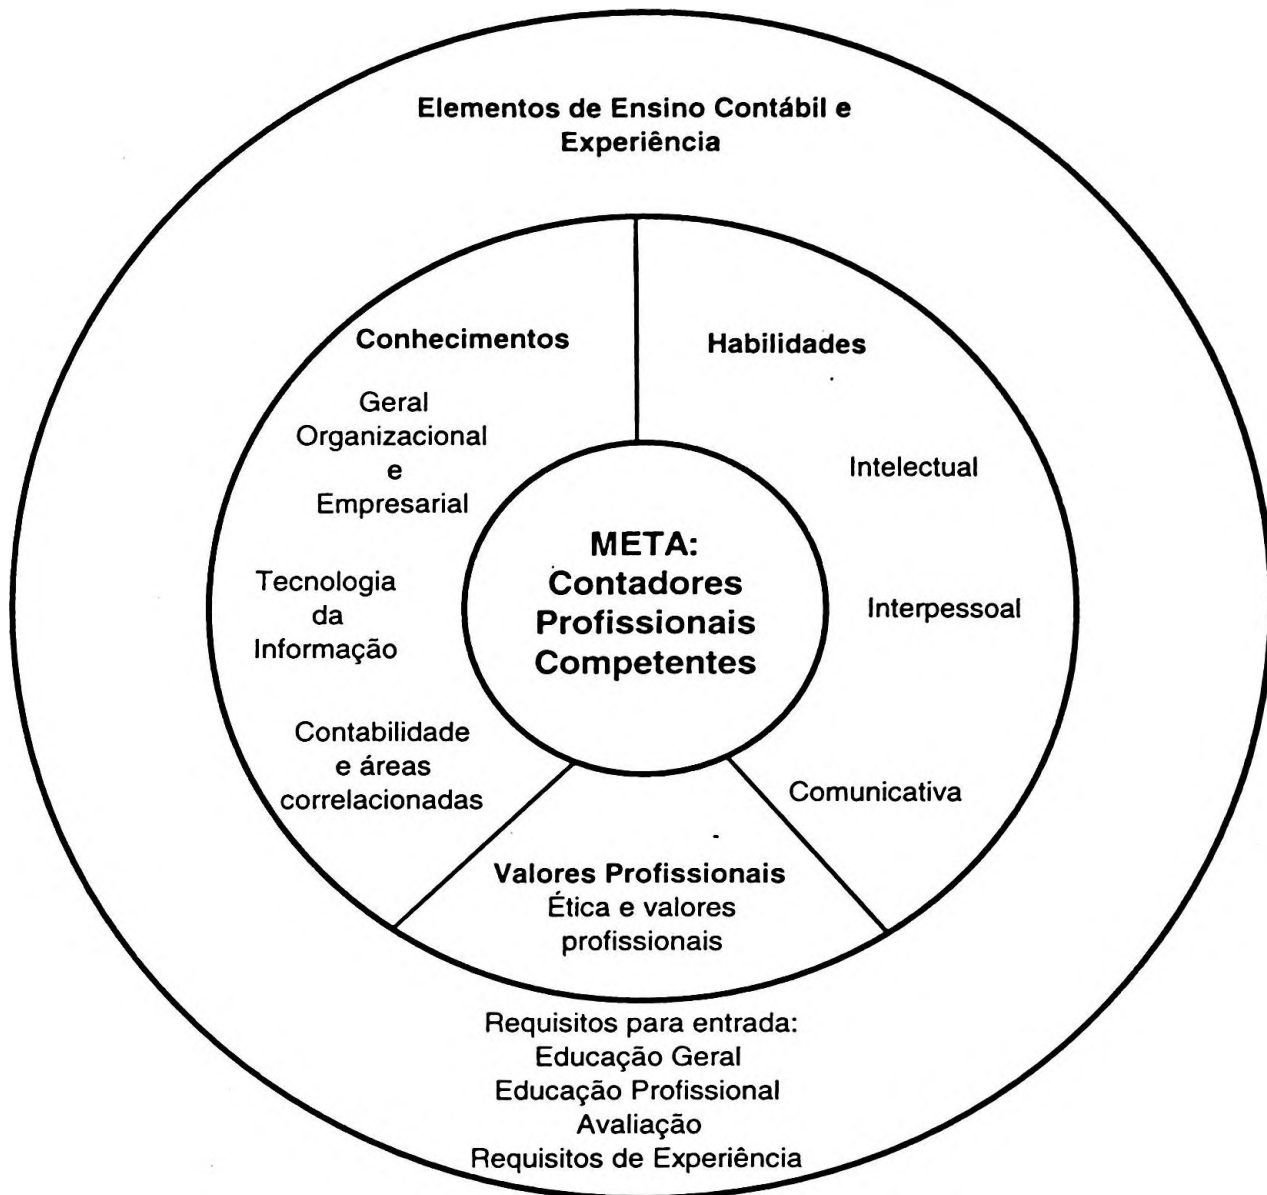 Elementos de Ensino Contábil e
Experiência
Conhecimentos
Geral
Organizacional
e
Empresarial
Tecnologia
da
Informação
Contabilidade
e áreas
correlacionadas
Habilidades
Intelectual
Interpessoal
Comunicativa
META:
Contadores
Profissionais
Competentes
Valores Profissionais
Ética e valores
profissionais
Requisitos para entrada:
Educação Geral
Educação Profissional
Avaliação
Requisitos de Experiência